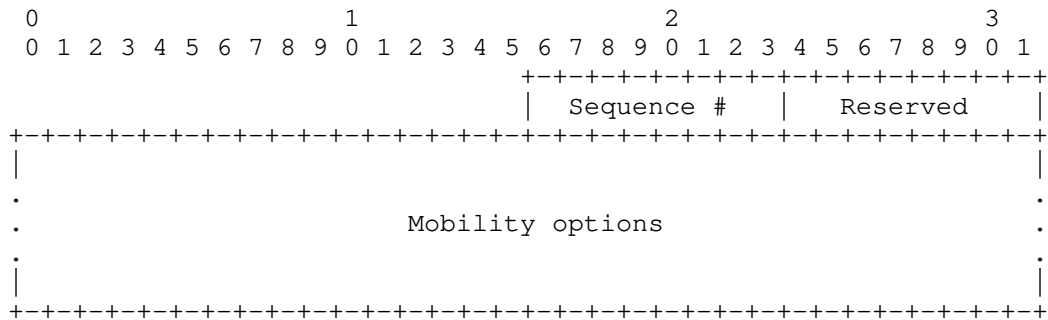 0 1 2 3
0 1 2 3 4 5 6 7 8 9 0 1 2 3 4 5 6 7 8 9 0 1 2 3 4 5 6 7 8 9 0 1
+-+-+-+-+-+-+-+-+-+-+-+-+-+-+-+-+
| Sequence # | Reserved |
+-+-+-+-+-+-+-+-+-+-+-+-+-+-+-+-+-+-+-+-+-+-+-+-+-+-+-+-+-+-+-+-+
| |
. .
. Mobility options .
. .
| |
+-+-+-+-+-+-+-+-+-+-+-+-+-+-+-+-+-+-+-+-+-+-+-+-+-+-+-+-+-+-+-+-+